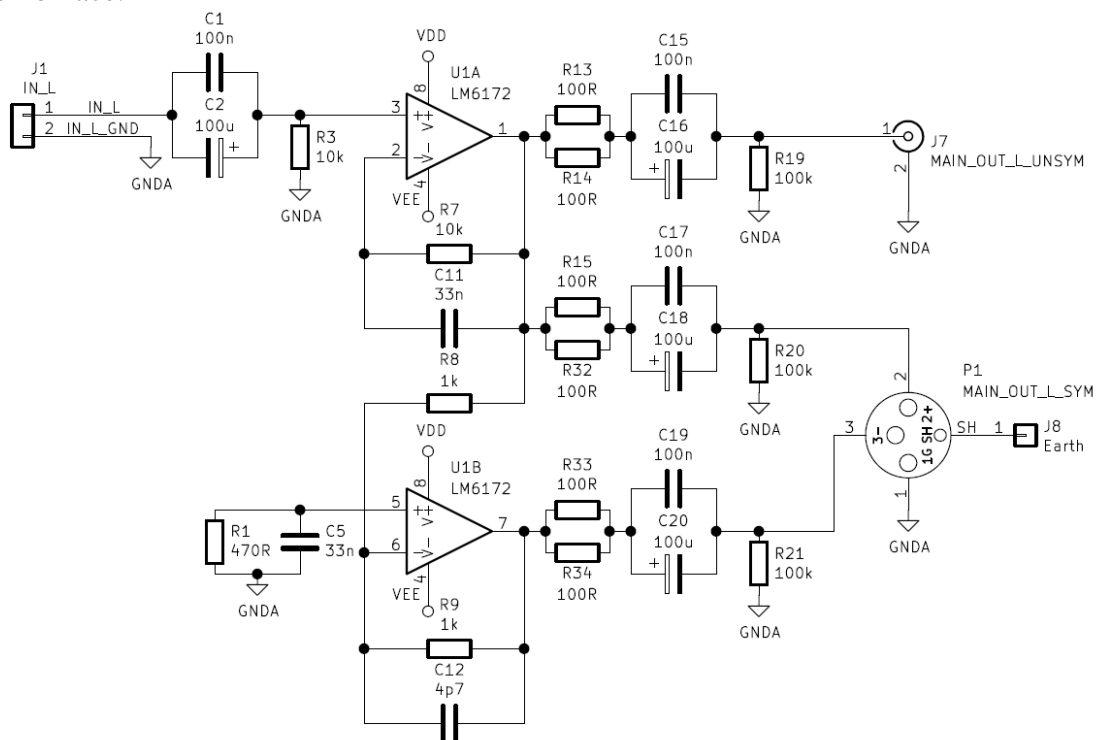 C1
100n
J1
IN_L
1
2
IN_L
IN_L_GND
C2
100u
+
GNDA
R3
10k
GNDA
VDD
8
U1A
LM6172
3
2
+
V+
V-
-
1
4
VEE
R7
10k
C11
33n
R8
1k
R13
100R
R14
100R
C15
100n
C16
100u
+
R19
100k
GNDA
1
2
J7
MAIN_OUT_L_UNSYM
GNDA
R15
100R
R32
100R
C17
100n
C18
100u
+
R20
100k
GNDA
2
P1
MAIN_OUT_L_SYM
3
3-
2+
SH
1G
SH
1
J8
Earth
1
GNDA
VDD
8
U1B
LM6172
5
6
+
V+
V-
-
7
4
VEE
R1
470R
C5
33n
GNDA
R9
1k
C12
4p7
R33
100R
R34
100R
C19
100n
C20
100u
+
R21
100k
GNDA